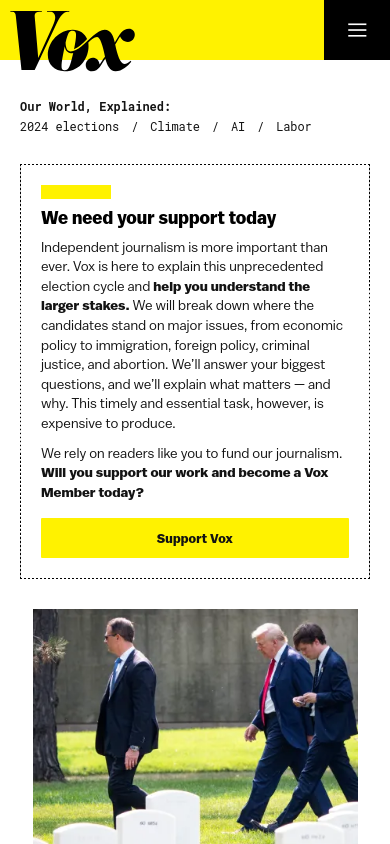 Vox
Our World, Explained:
2024 elections / Climate / AI / Labor
We need your support today
Independent journalism is more important than
ever. Vox is here to explain this unprecedented
election cycle and help you understand the
larger stakes. We will break down where the
candidates stand on major issues, from economic
policy to immigration, foreign policy, criminal
justice, and abortion. We’ll answer your biggest
questions, and we’ll explain what matters — and
why. This timely and essential task, however, is
expensive to produce.
We rely on readers like you to fund our journalism.
Will you support our work and become a Vox
Member today?
Support Vox